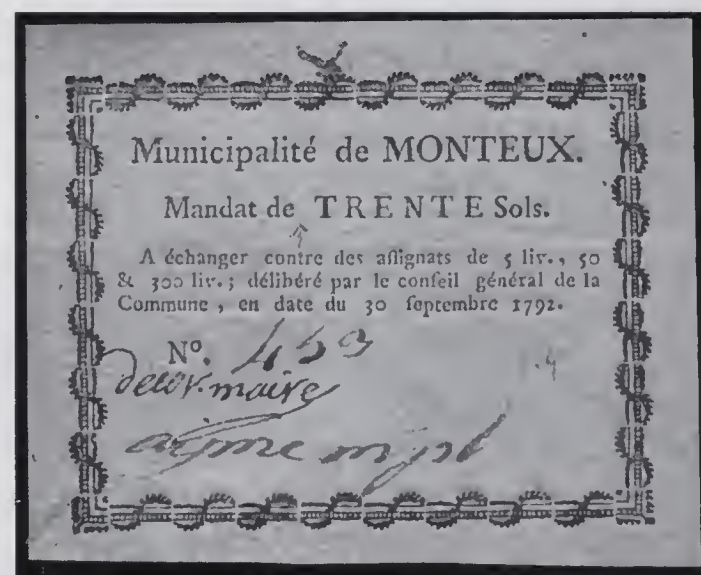 Municipalité de MONTEUX.
Mandat de TRENTE Sols.
A échanger contre des aſſignats de 5 liv., 50
& 300 liv.; délibéré par le conſeil général de la
Commune, en date du 30 ſeptembre 1792.
Nº. 459
maire